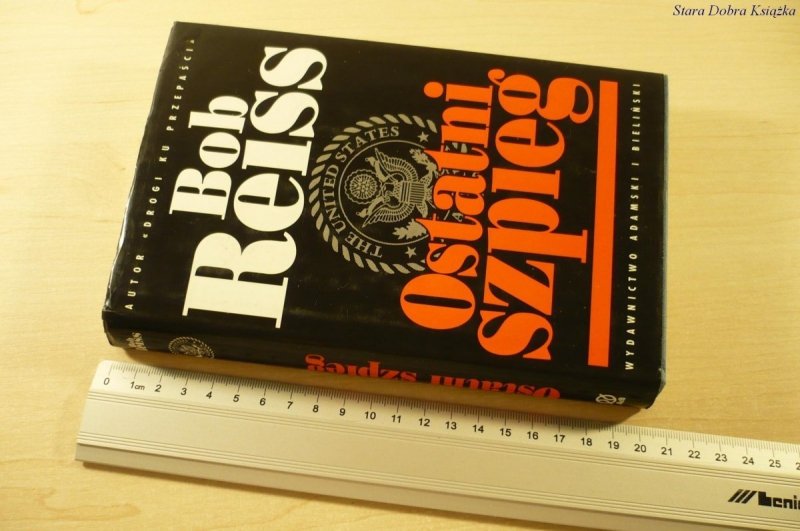 Stara Dobra Książka
AUTOR «DROGI KU PRZEPAŚCI»
Bob
Reiss
THE UNITED STATES
Ostatni
szpieg
WYDAWNICTWO ADAMSKI I BIELIŃSKI
Reiss
Ostatni szpieg
0 1cm 2 3 4 5 6 7 8 9 10 11 12 13 14 15 16 17 18 19 20 21 22 23 24 25